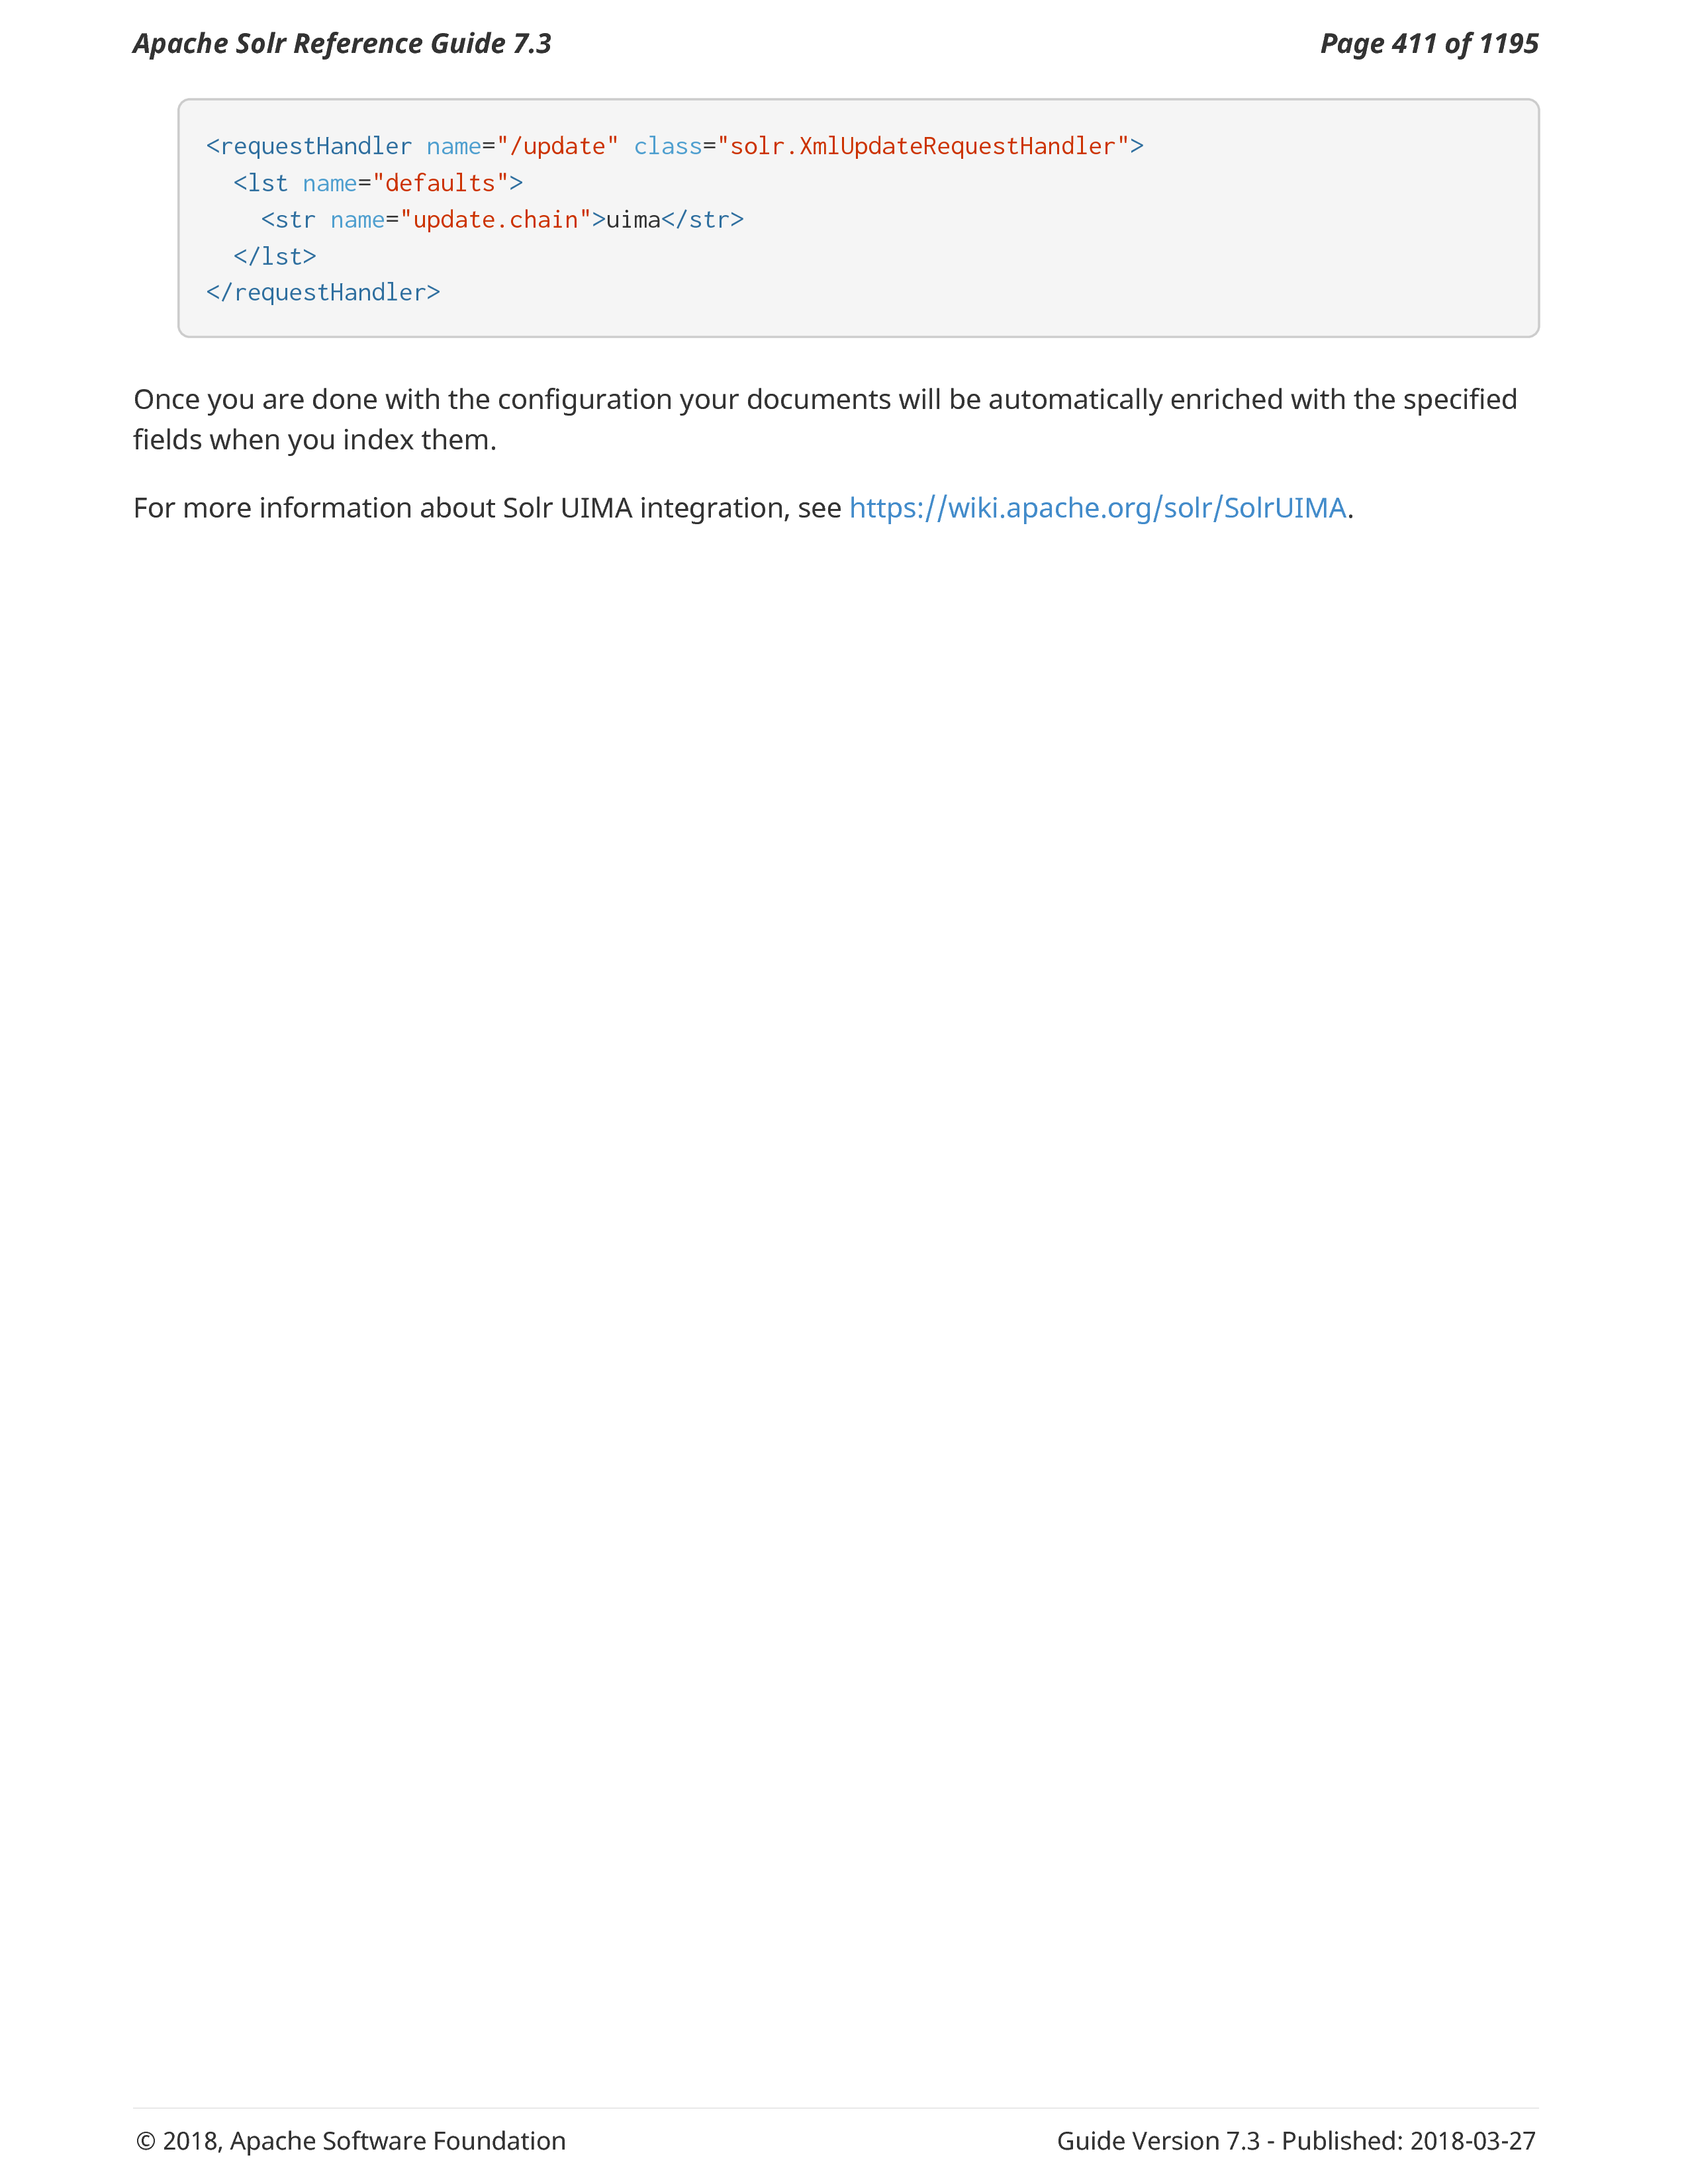 Apache Solr Reference Guide 7.3
Page 411 of 1195
<requestHandler name="/update" class="solr.XmlUpdateRequestHandler">
  <lst name="defaults">
    <str name="update.chain">uima</str>
  </lst>
</requestHandler>
Once you are done with the configuration your documents will be automatically enriched with the specified
fields when you index them.
For more information about Solr UIMA integration, see https://wiki.apache.org/solr/SolrUIMA.
© 2018, Apache Software Foundation
Guide Version 7.3 - Published: 2018-03-27